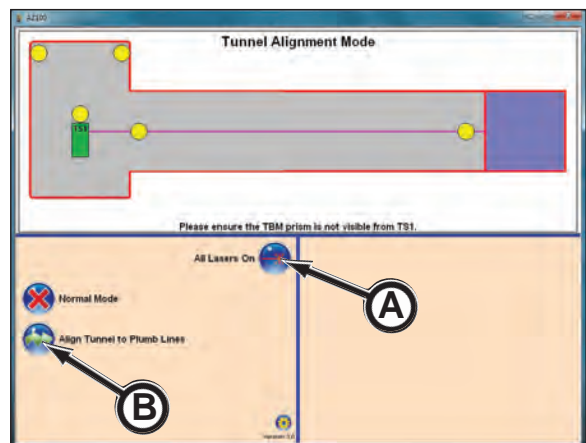 AZ100
Tunnel Alignment Mode
TS1
Please ensure the TBM prism is not visible from TS1.
All Lasers On
A
Normal Mode
Align Tunnel to Plumb Lines
B